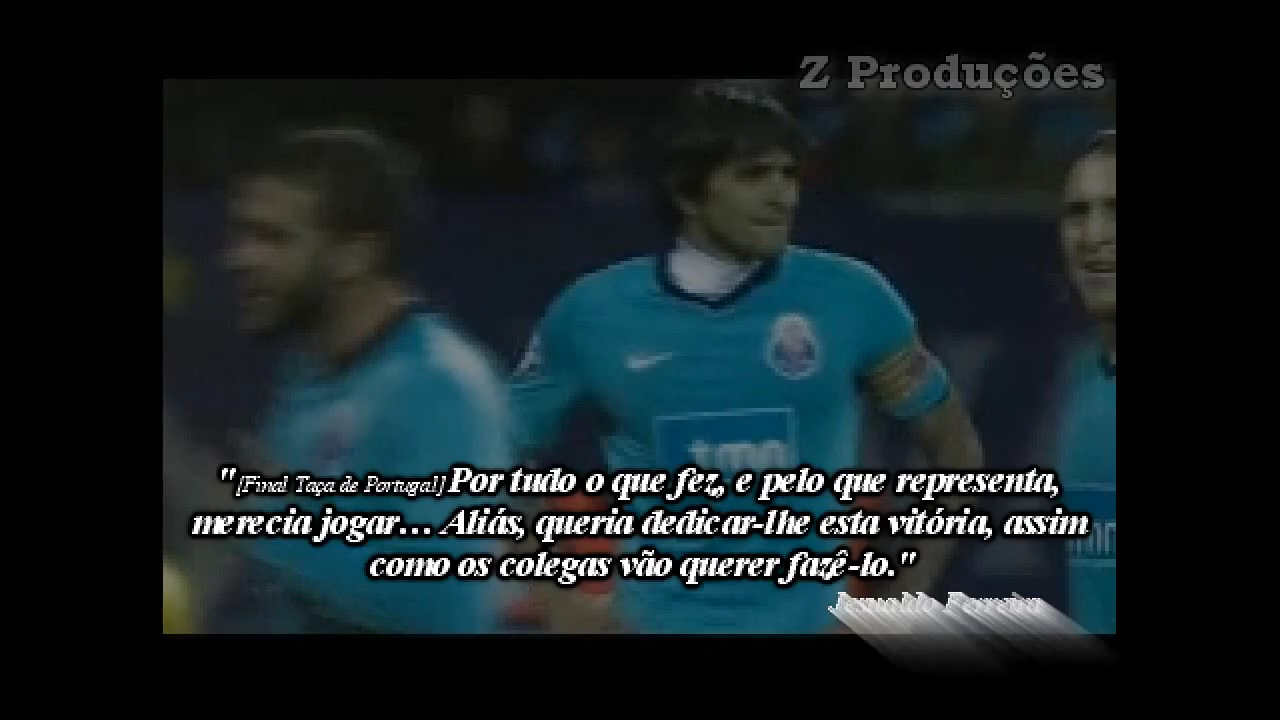 Z Produções
tmn
"[Final Taça de Portugal] Por tudo o que fez, e pelo que representa,
merecia jogar... Aliás, queria dedicar-lhe esta vitória, assim
como os colegas vão querer fazê-lo."
Jesualdo Ferreira